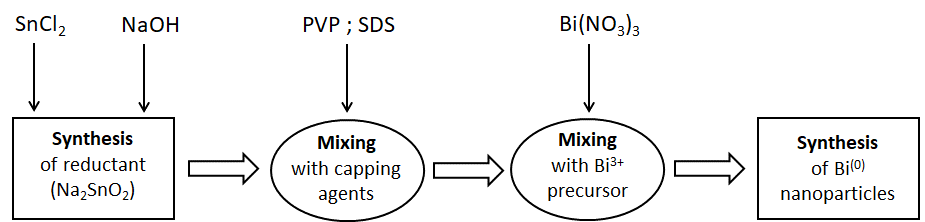 SnCl₂ NaOH PVP ; SDS Bi(NO₃)₃
Synthesis
of reductant
(Na₂SnO₂)
Mixing
with capping
agents
Mixing
with Bi³⁺
precursor
Synthesis
of Bi⁽⁰⁾
nanoparticles